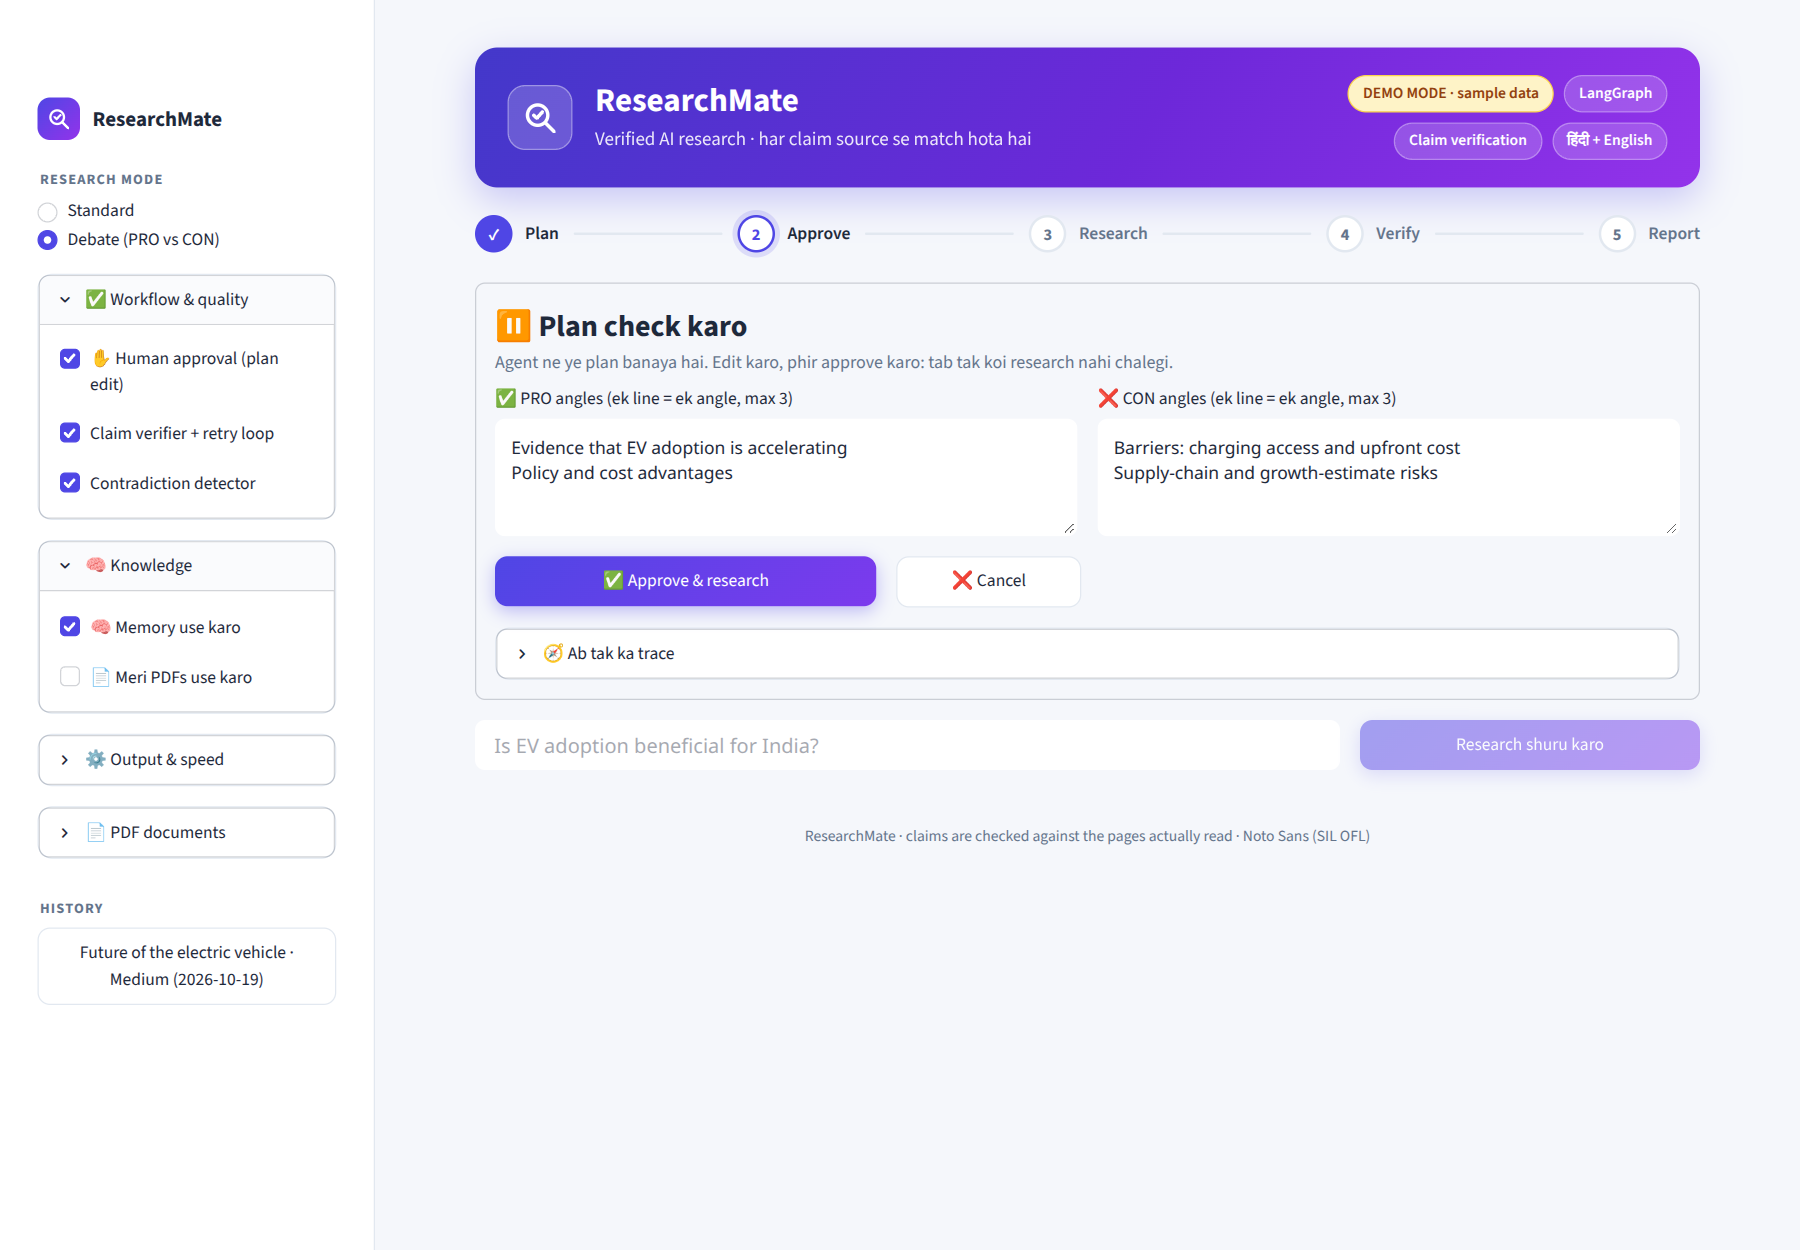 ResearchMate
RESEARCH MODE
Standard
Debate (PRO vs CON)
✅ Workflow & quality
✋ Human approval (plan
edit)
Claim verifier + retry loop
Contradiction detector
🧠 Knowledge
🧠 Memory use karo
📄 Meri PDFs use karo
⚙️ Output & speed
📄 PDF documents
HISTORY
Future of the electric vehicle ·
Medium (2026-10-19)
ResearchMate
Verified AI research · har claim source se match hota hai
DEMO MODE · sample data
LangGraph
Claim verification
हिंदी + English
✓ Plan
2 Approve
3 Research
4 Verify
5 Report
⏸️ Plan check karo
Agent ne ye plan banaya hai. Edit karo, phir approve karo: tab tak koi research nahi chalegi.
✅ PRO angles (ek line = ek angle, max 3)
Evidence that EV adoption is accelerating
Policy and cost advantages
❌ CON angles (ek line = ek angle, max 3)
Barriers: charging access and upfront cost
Supply-chain and growth-estimate risks
✅ Approve & research
❌ Cancel
🧭 Ab tak ka trace
Is EV adoption beneficial for India?
Research shuru karo
ResearchMate · claims are checked against the pages actually read · Noto Sans (SIL OFL)